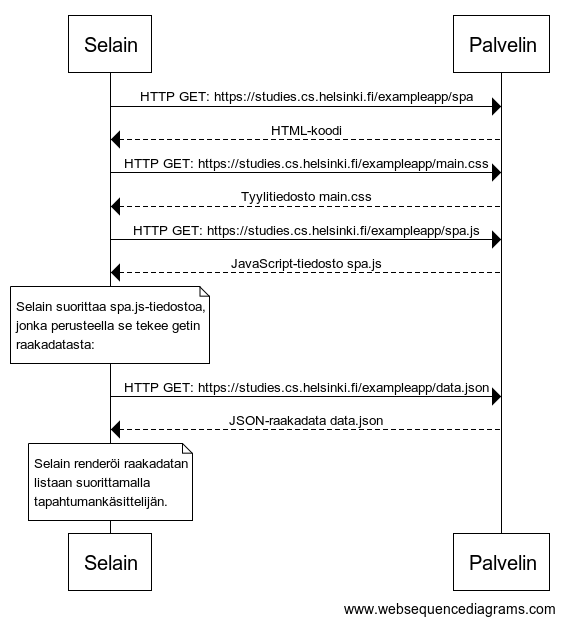 Selain
Palvelin
HTTP GET: https://studies.cs.helsinki.fi/exampleapp/spa
HTML-koodi
HTTP GET: https://studies.cs.helsinki.fi/exampleapp/main.css
Tyylitiedosto main.css
HTTP GET: https://studies.cs.helsinki.fi/exampleapp/spa.js
JavaScript-tiedosto spa.js
Selain suorittaa spa.js-tiedostoa,
jonka perusteella se tekee getin
raakadatasta:
HTTP GET: https://studies.cs.helsinki.fi/exampleapp/data.json
JSON-raakadata data.json
Selain renderöi raakadatan
listaan suorittamalla
tapahtumankäsittelijän.
Selain
Palvelin
www.websequencediagrams.com